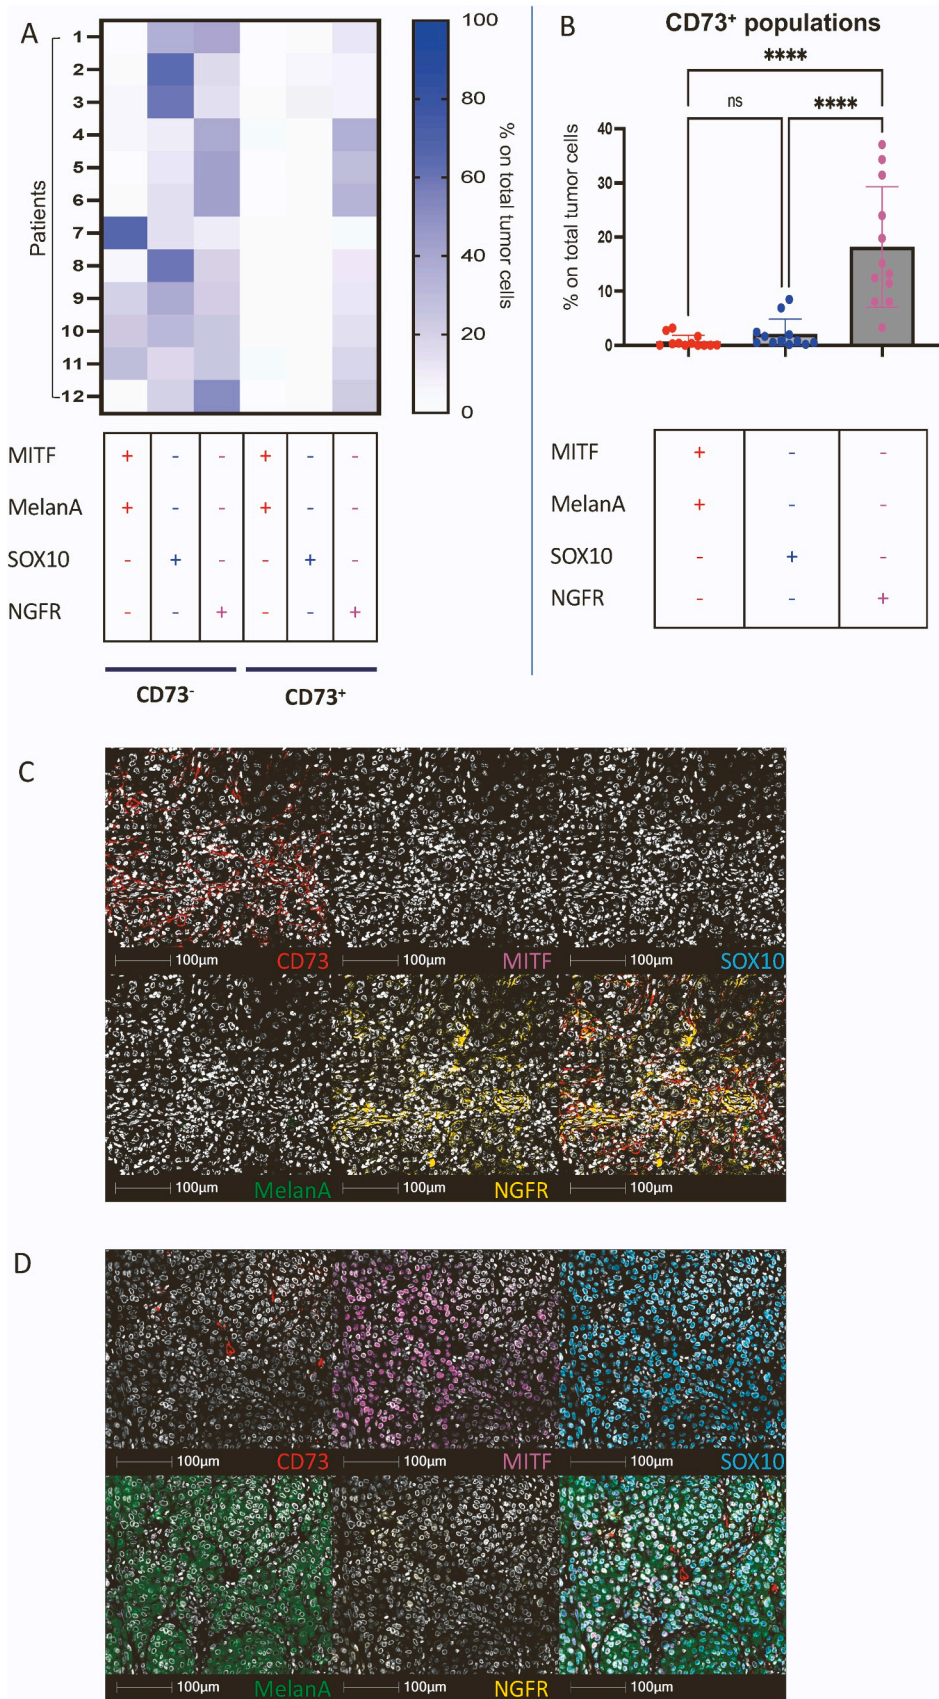 A
B
CD73+ populations
Patients
1
2
3
4
5
6
7
8
9
10
11
12
100
80
60
40
20
0
% on total tumor cells
****
ns
****
40
30
20
10
0
% on total tumor cells
MITF + - - + - -
MelanA + - - + - -
SOX10 - + - - + -
NGFR - - + - - +
CD73- CD73+
MITF + - -
MelanA + - -
SOX10 - + -
NGFR - - +
C
100µm CD73 100µm MITF 100µm SOX10
100µm MelanA 100µm NGFR 100µm
D
100µm CD73 100µm MITF 100µm SOX10
100µm MelanA 100µm NGFR 100µm